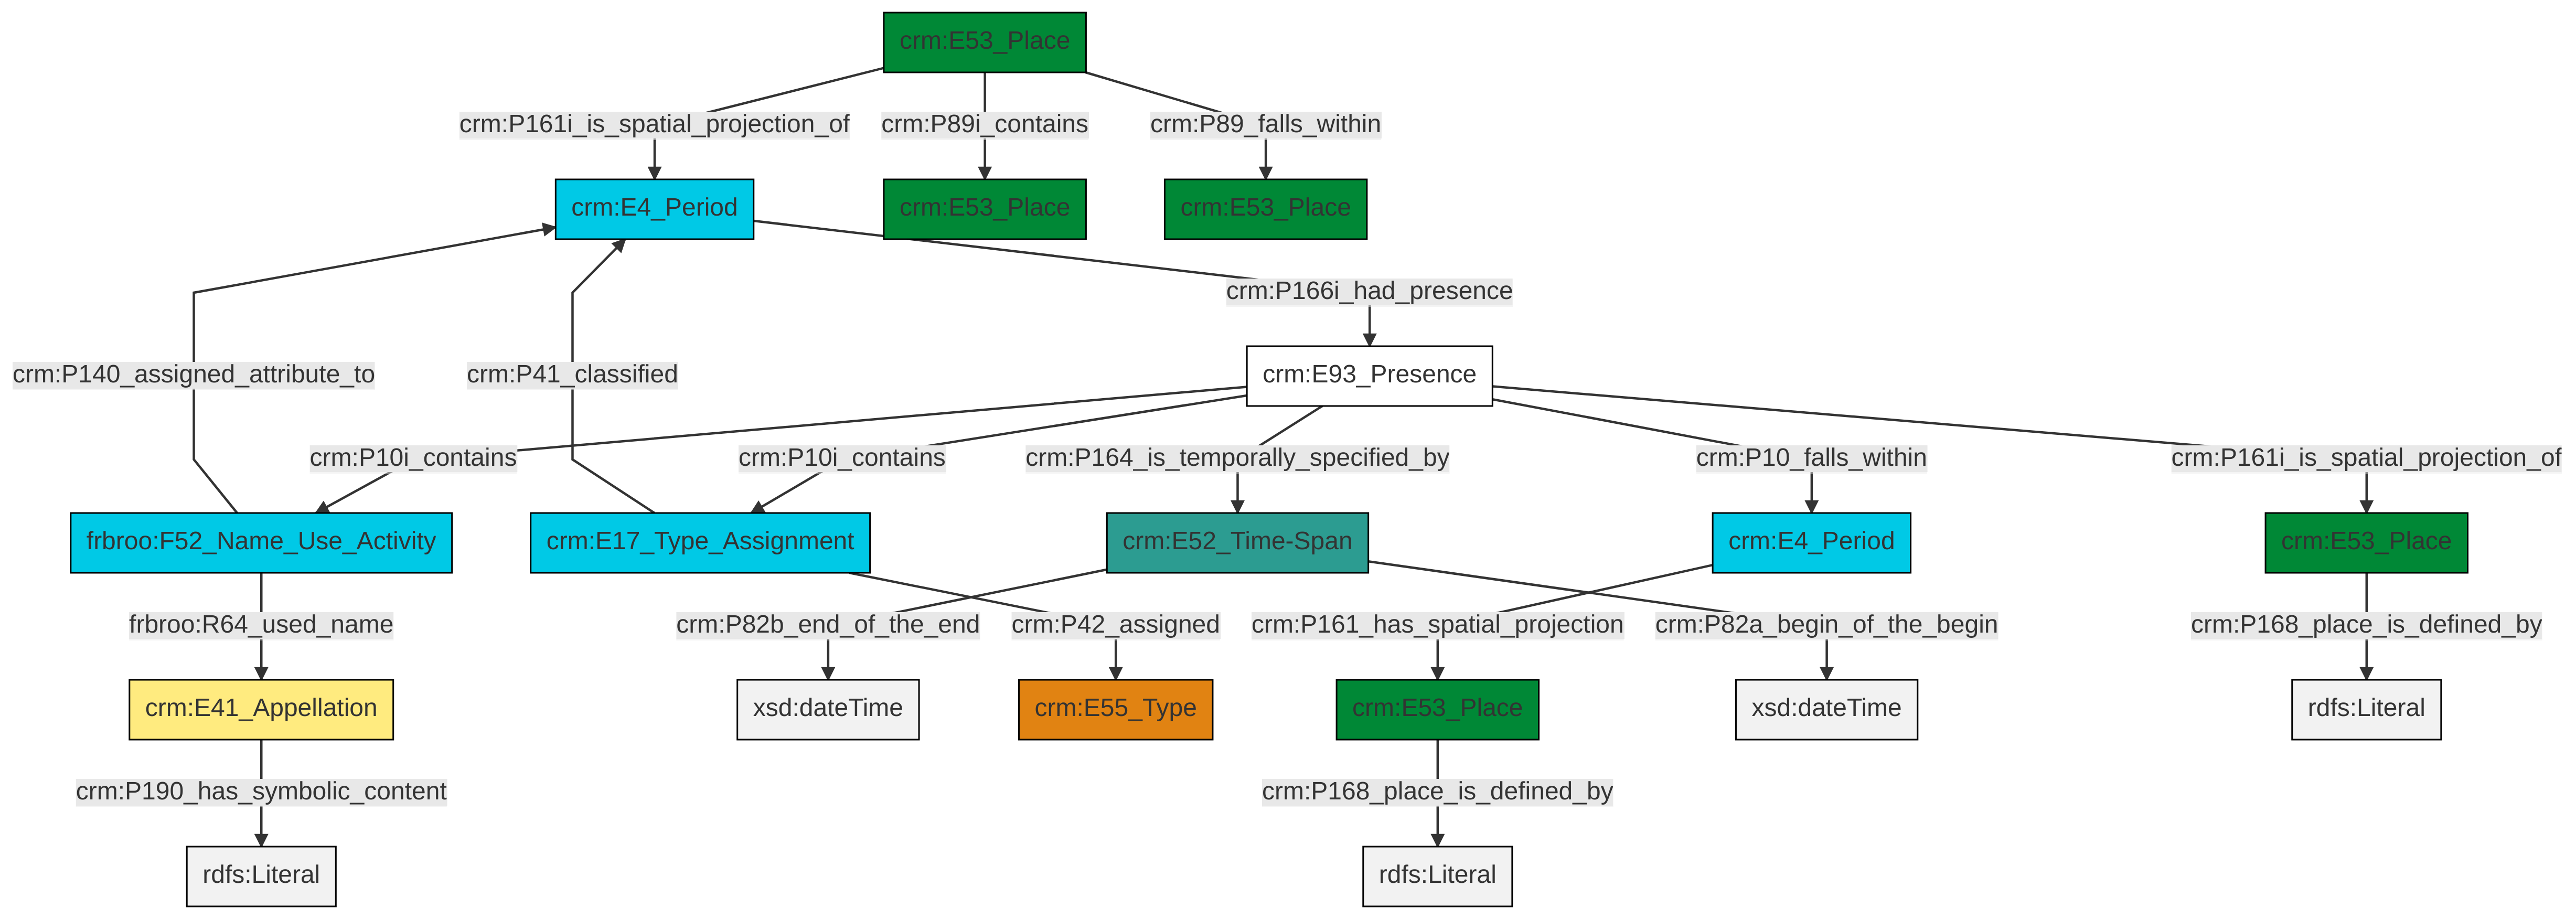 crm:E53_Place
crm:P161i_is_spatial_projection_of
crm:P89i_contains
crm:P89_falls_within
crm:E4_Period
crm:E53_Place
crm:E53_Place
crm:P166i_had_presence
crm:P140_assigned_attribute_to
crm:P41_classified
crm:E93_Presence
crm:P10i_contains
crm:P10i_contains
crm:P164_is_temporally_specified_by
crm:P10_falls_within
crm:P161i_is_spatial_projection_of
frbroo:F52_Name_Use_Activity
crm:E17_Type_Assignment
crm:E52_Time-Span
crm:E4_Period
crm:E53_Place
frbroo:R64_used_name
crm:P82b_end_of_the_end
crm:P42_assigned
crm:P161_has_spatial_projection
crm:P82a_begin_of_the_begin
crm:P168_place_is_defined_by
crm:E41_Appellation
xsd:dateTime
crm:E55_Type
crm:E53_Place
xsd:dateTime
rdfs:Literal
crm:P190_has_symbolic_content
crm:P168_place_is_defined_by
rdfs:Literal
rdfs:Literal